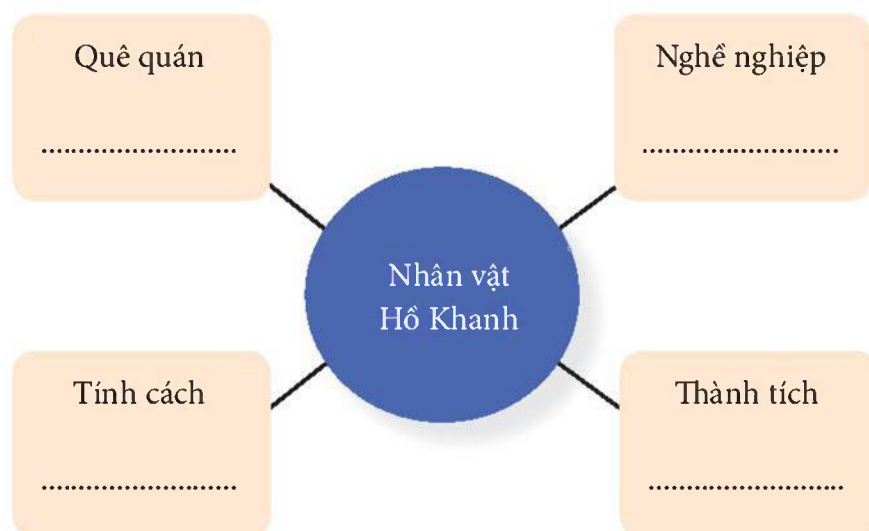 Quê quán
..........................
Nghề nghiệp
..........................
Nhân vật
Hồ Khanh
Tính cách
..........................
Thành tích
..........................